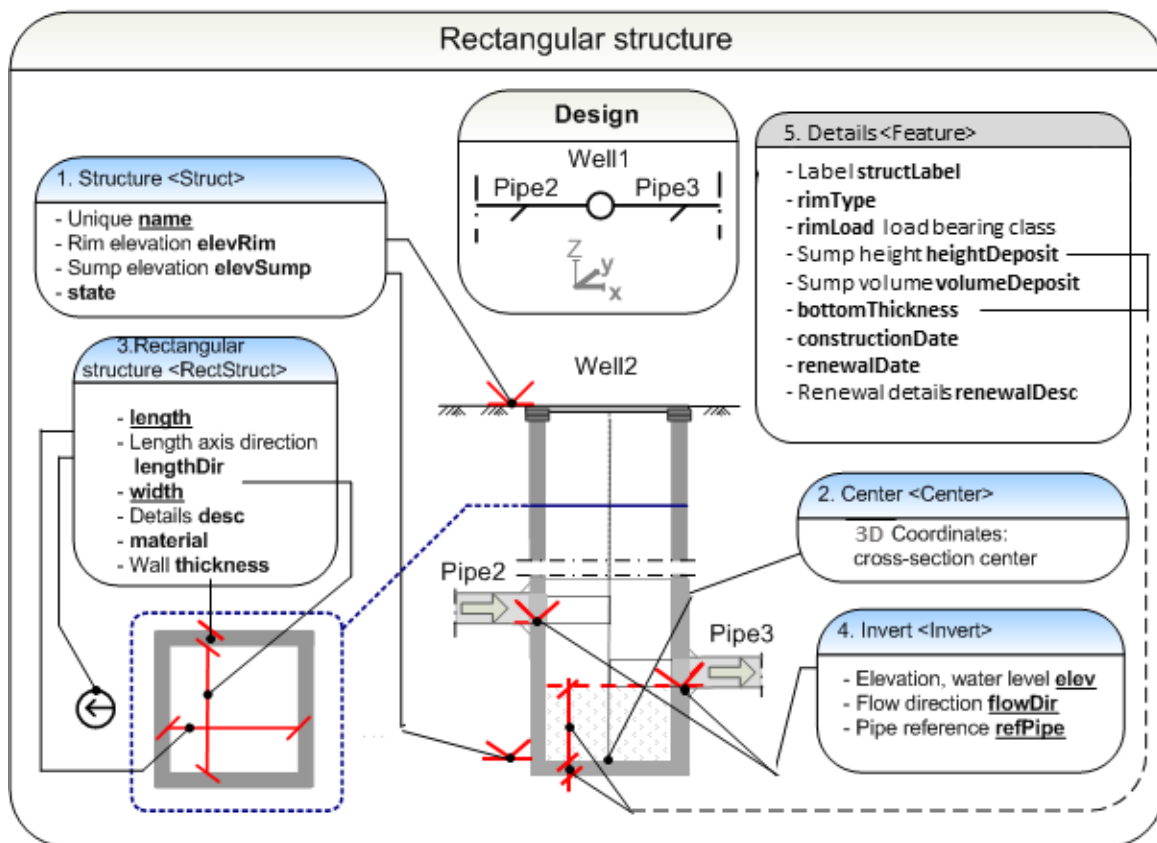 Rectangular structure
Design
Well1
Pipe2
Pipe3
Z
y
x
1. Structure <Struct>
- Unique name
- Rim elevation elevRim
- Sump elevation elevSump
- state
5. Details<Feature>
- Label structLabel
- rimType
- rimLoad load bearing class
- Sump height heightDeposit
- Sump volume volumeDeposit
- bottomThickness
- constructionDate
- renewalDate
- Renewal details renewalDesc
3.Rectangular
structure <RectStruct>
- length
- Length axis direction
lengthDir
- width
- Details desc
- material
- Wall thickness
Well2
Pipe2
Pipe3
2. Center <Center>
3D Coordinates:
cross-section center
4. Invert <Invert>
- Elevation, water level elev
- Flow direction flowDir
- Pipe reference refPipe